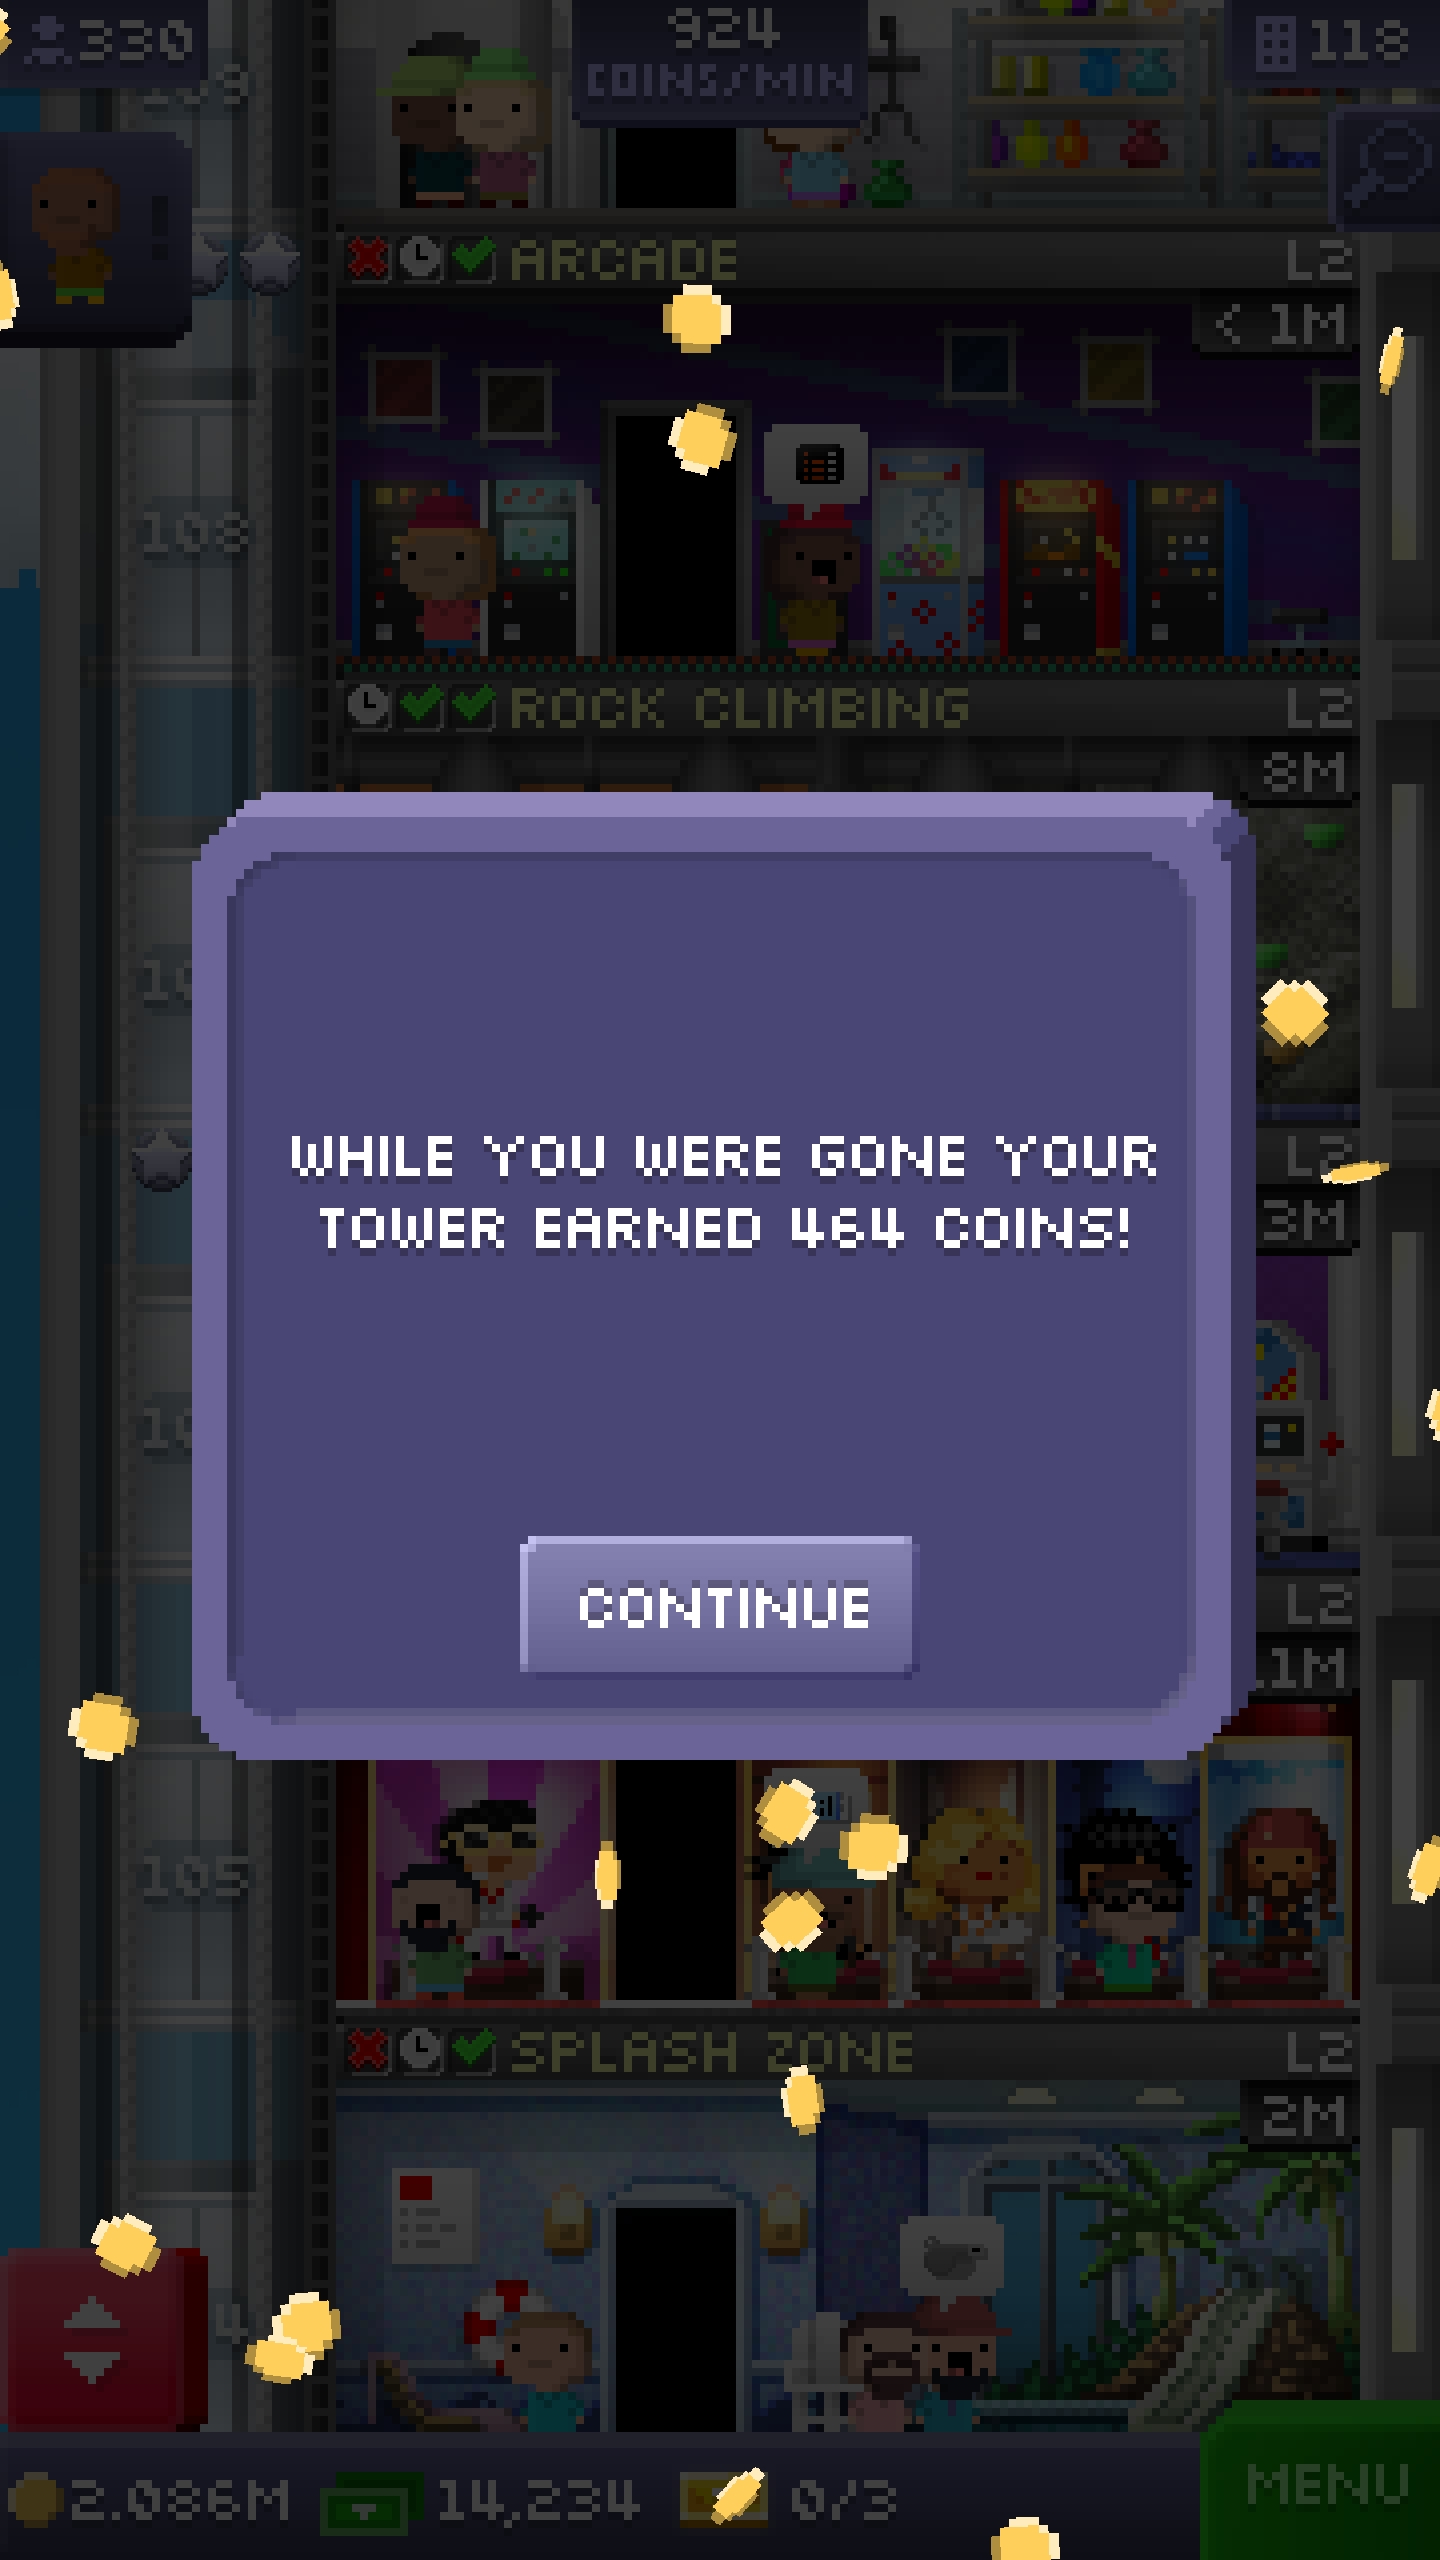 330
924
COINS/MIN
118
ARCADE
L2
< 1M
108
ROCK CLIMBING
L2
8M
WHILE YOU WERE GONE YOUR
TOWER EARNED 464 COINS!
L2
3M
CONTINUE
L2
1M
105
SPLASH ZONE
L2
2M
2.086M
14,234
0/3
MENU